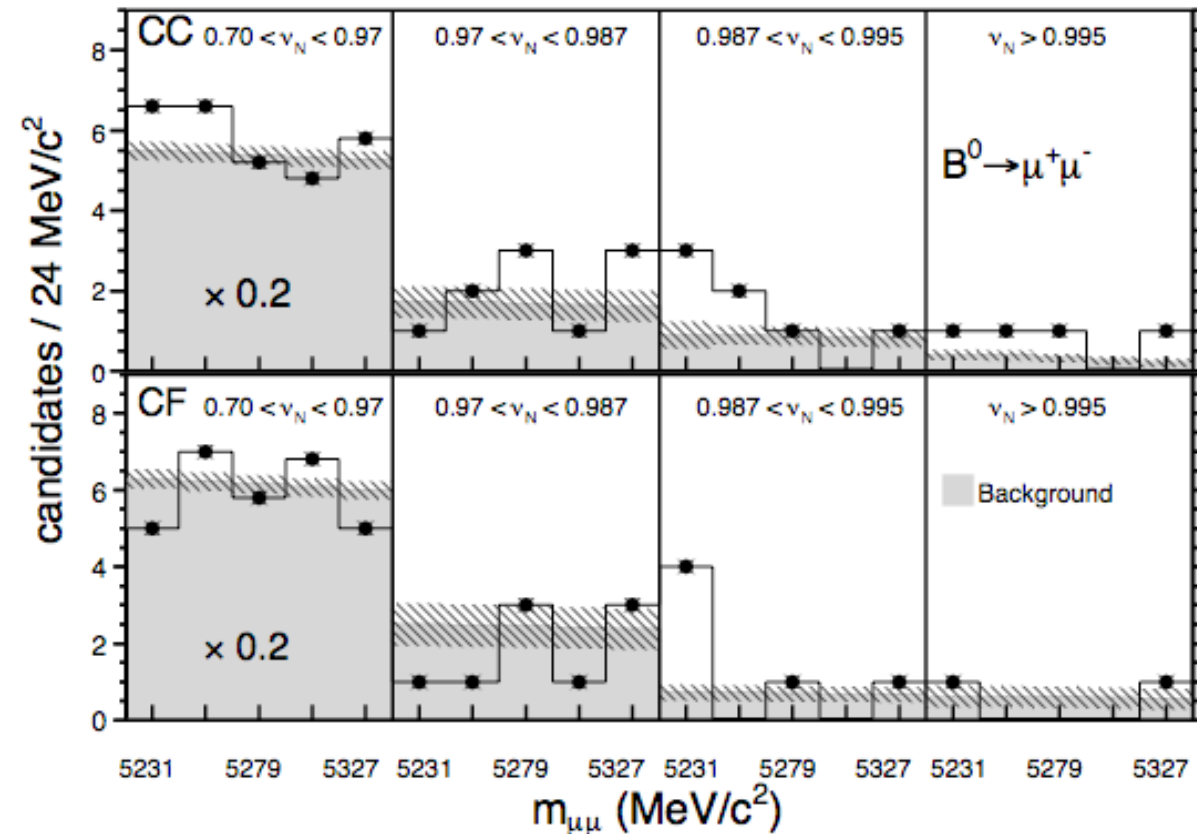 candidates / 24 MeV/c²
8
6
4
2
0
CC 0.70 < ν_N < 0.97
0.97 < ν_N < 0.987
0.987 < ν_N < 0.995
ν_N > 0.995
B⁰→μ⁺μ⁻
× 0.2
8
6
4
2
0
CF 0.70 < ν_N < 0.97
0.97 < ν_N < 0.987
0.987 < ν_N < 0.995
ν_N > 0.995
Background
× 0.2
5231 5279 5327 5231 5279 5327 5231 5279 5327 5231 5279 5327
m_μμ (MeV/c²)